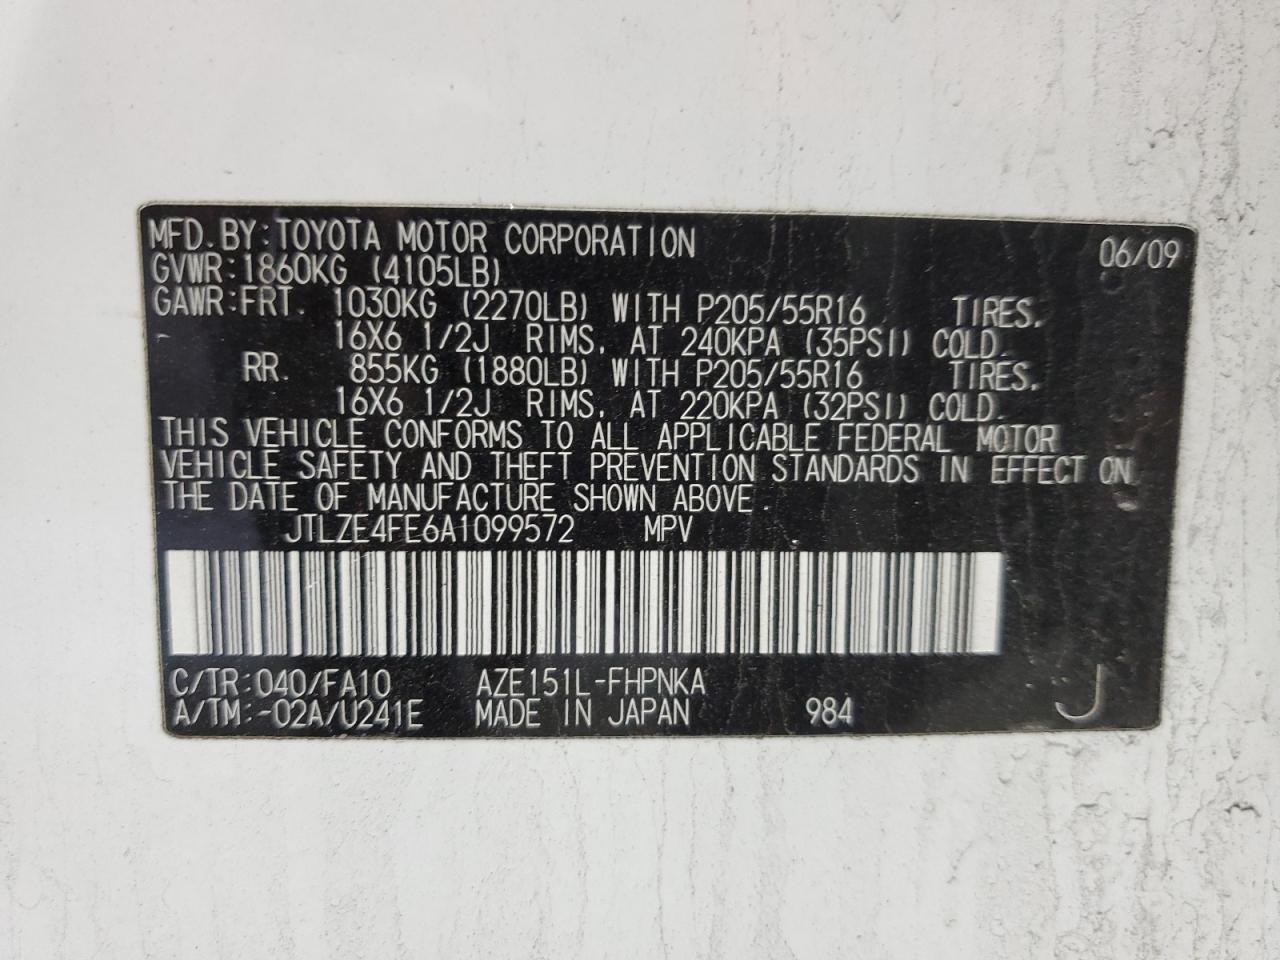 MFD. BY: TOYOTA MOTOR CORPORATION 06/09
GVWR: 1860KG (4105LB)
GAWR: FRT. 1030KG (2270LB) WITH P205/55R16 TIRES,
16X6 1/2J RIMS, AT 240KPA (35PSI) COLD.
RR. 855KG (1880LB) WITH P205/55R16 TIRES,
16X6 1/2J RIMS, AT 220KPA (32PSI) COLD.
THIS VEHICLE CONFORMS TO ALL APPLICABLE FEDERAL MOTOR
VEHICLE SAFETY AND THEFT PREVENTION STANDARDS IN EFFECT ON
THE DATE OF MANUFACTURE SHOWN ABOVE.
JTLZE4FE6A1099572 MPV
C/TR: 040/FA10 AZE151L-FHPNKA
A/TM: -02A/U241E MADE IN JAPAN 984 J